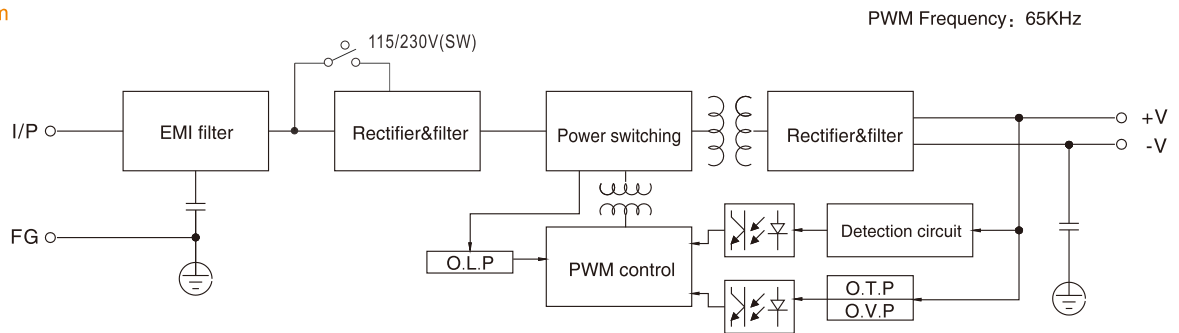 m
PWM Frequency: 65KHz
115/230V(SW)
I/P
EMI filter
Rectifier&filter
Power switching
Rectifier&filter
+V
-V
FG
O.L.P
PWM control
Detection circuit
O.T.P
O.V.P